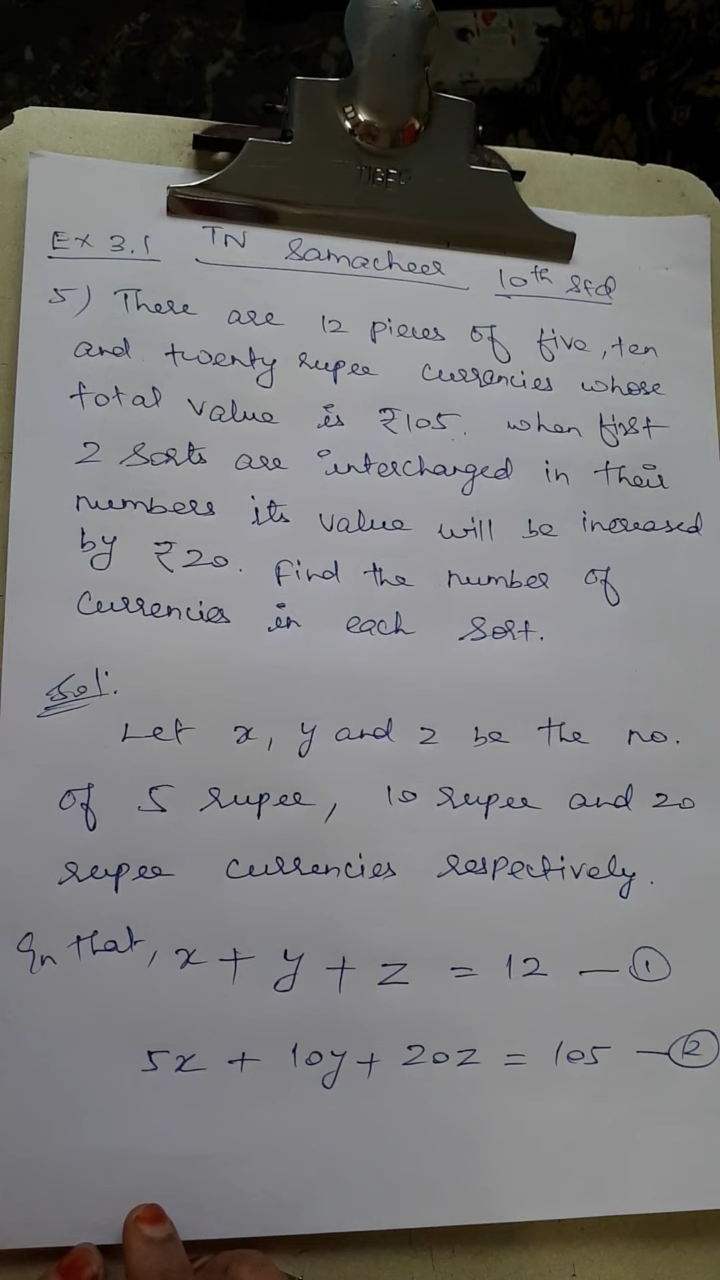 TIGER
Ex 3.1 TN Samacheer 10th Std
5) There are 12 pieces of five, ten
and twenty rupee currencies whose
total value is ₹105. when first
2 Sorts are interchanged in their
numbers its value will be increased
by ₹20. Find the number of
Currencies in each Sort.
Sol:
Let x, y and z be the no.
of 5 rupee, 10 rupee and 20
rupee currencies respectively.
Gn that, x + y + z = 12 — ①
5x + 10y + 20z = 105 — ②